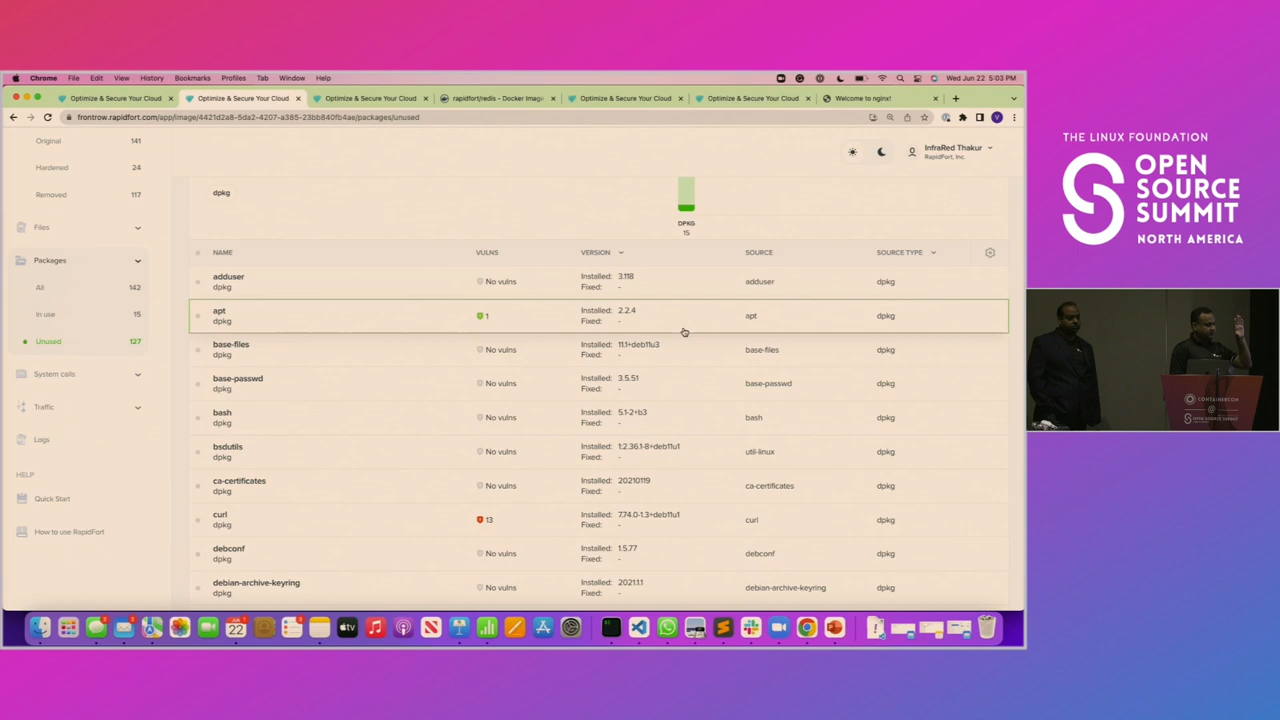 Chrome File Edit View History Bookmarks Profiles Tab Window Help Wed Jun 22 5:03 PM
Optimize & Secure Your Cloud Optimize & Secure Your Cloud Optimize & Secure Your Cloud rapidfort/redis - Docker Image Optimize & Secure Your Cloud Optimize & Secure Your Cloud Welcome to nginx!
frontrow.rapidfort.com/app/image/4421d2a8-5da2-4207-a385-23bb840fb4ae/packages/unused
Original 141
Hardened 24
Removed 117
Files
Packages
All 142
In use 15
Unused 127
System calls
Traffic
Logs
HELP
Quick Start
How to use RapidFort
InfraRed Thakur
RapidFort, Inc.
dpkg
DPKG
15
NAME VULNS VERSION SOURCE SOURCE TYPE
adduser
dpkg
No vulns
Installed: 3.118
Fixed: -
adduser
dpkg
apt
dpkg
1
Installed: 2.2.4
Fixed: -
apt
dpkg
base-files
dpkg
No vulns
Installed: 11.1+deb11u3
Fixed: -
base-files
dpkg
base-passwd
dpkg
No vulns
Installed: 3.5.51
Fixed: -
base-passwd
dpkg
bash
dpkg
No vulns
Installed: 5.1-2+b3
Fixed: -
bash
dpkg
bsdutils
dpkg
No vulns
Installed: 1:2.36.1-8+deb11u1
Fixed: -
util-linux
dpkg
ca-certificates
dpkg
No vulns
Installed: 20210119
Fixed: -
ca-certificates
dpkg
curl
dpkg
13
Installed: 7.74.0-1.3+deb11u1
Fixed: -
curl
dpkg
debconf
dpkg
No vulns
Installed: 1.5.77
Fixed: -
debconf
dpkg
debian-archive-keyring
dpkg
No vulns
Installed: 2021.1.1
Fixed: -
debian-archive-keyring
dpkg
THE LINUX FOUNDATION
OPEN
SOURCE
SUMMIT
NORTH AMERICA
CONTAINERCON
@
OPEN SOURCE SUMMIT